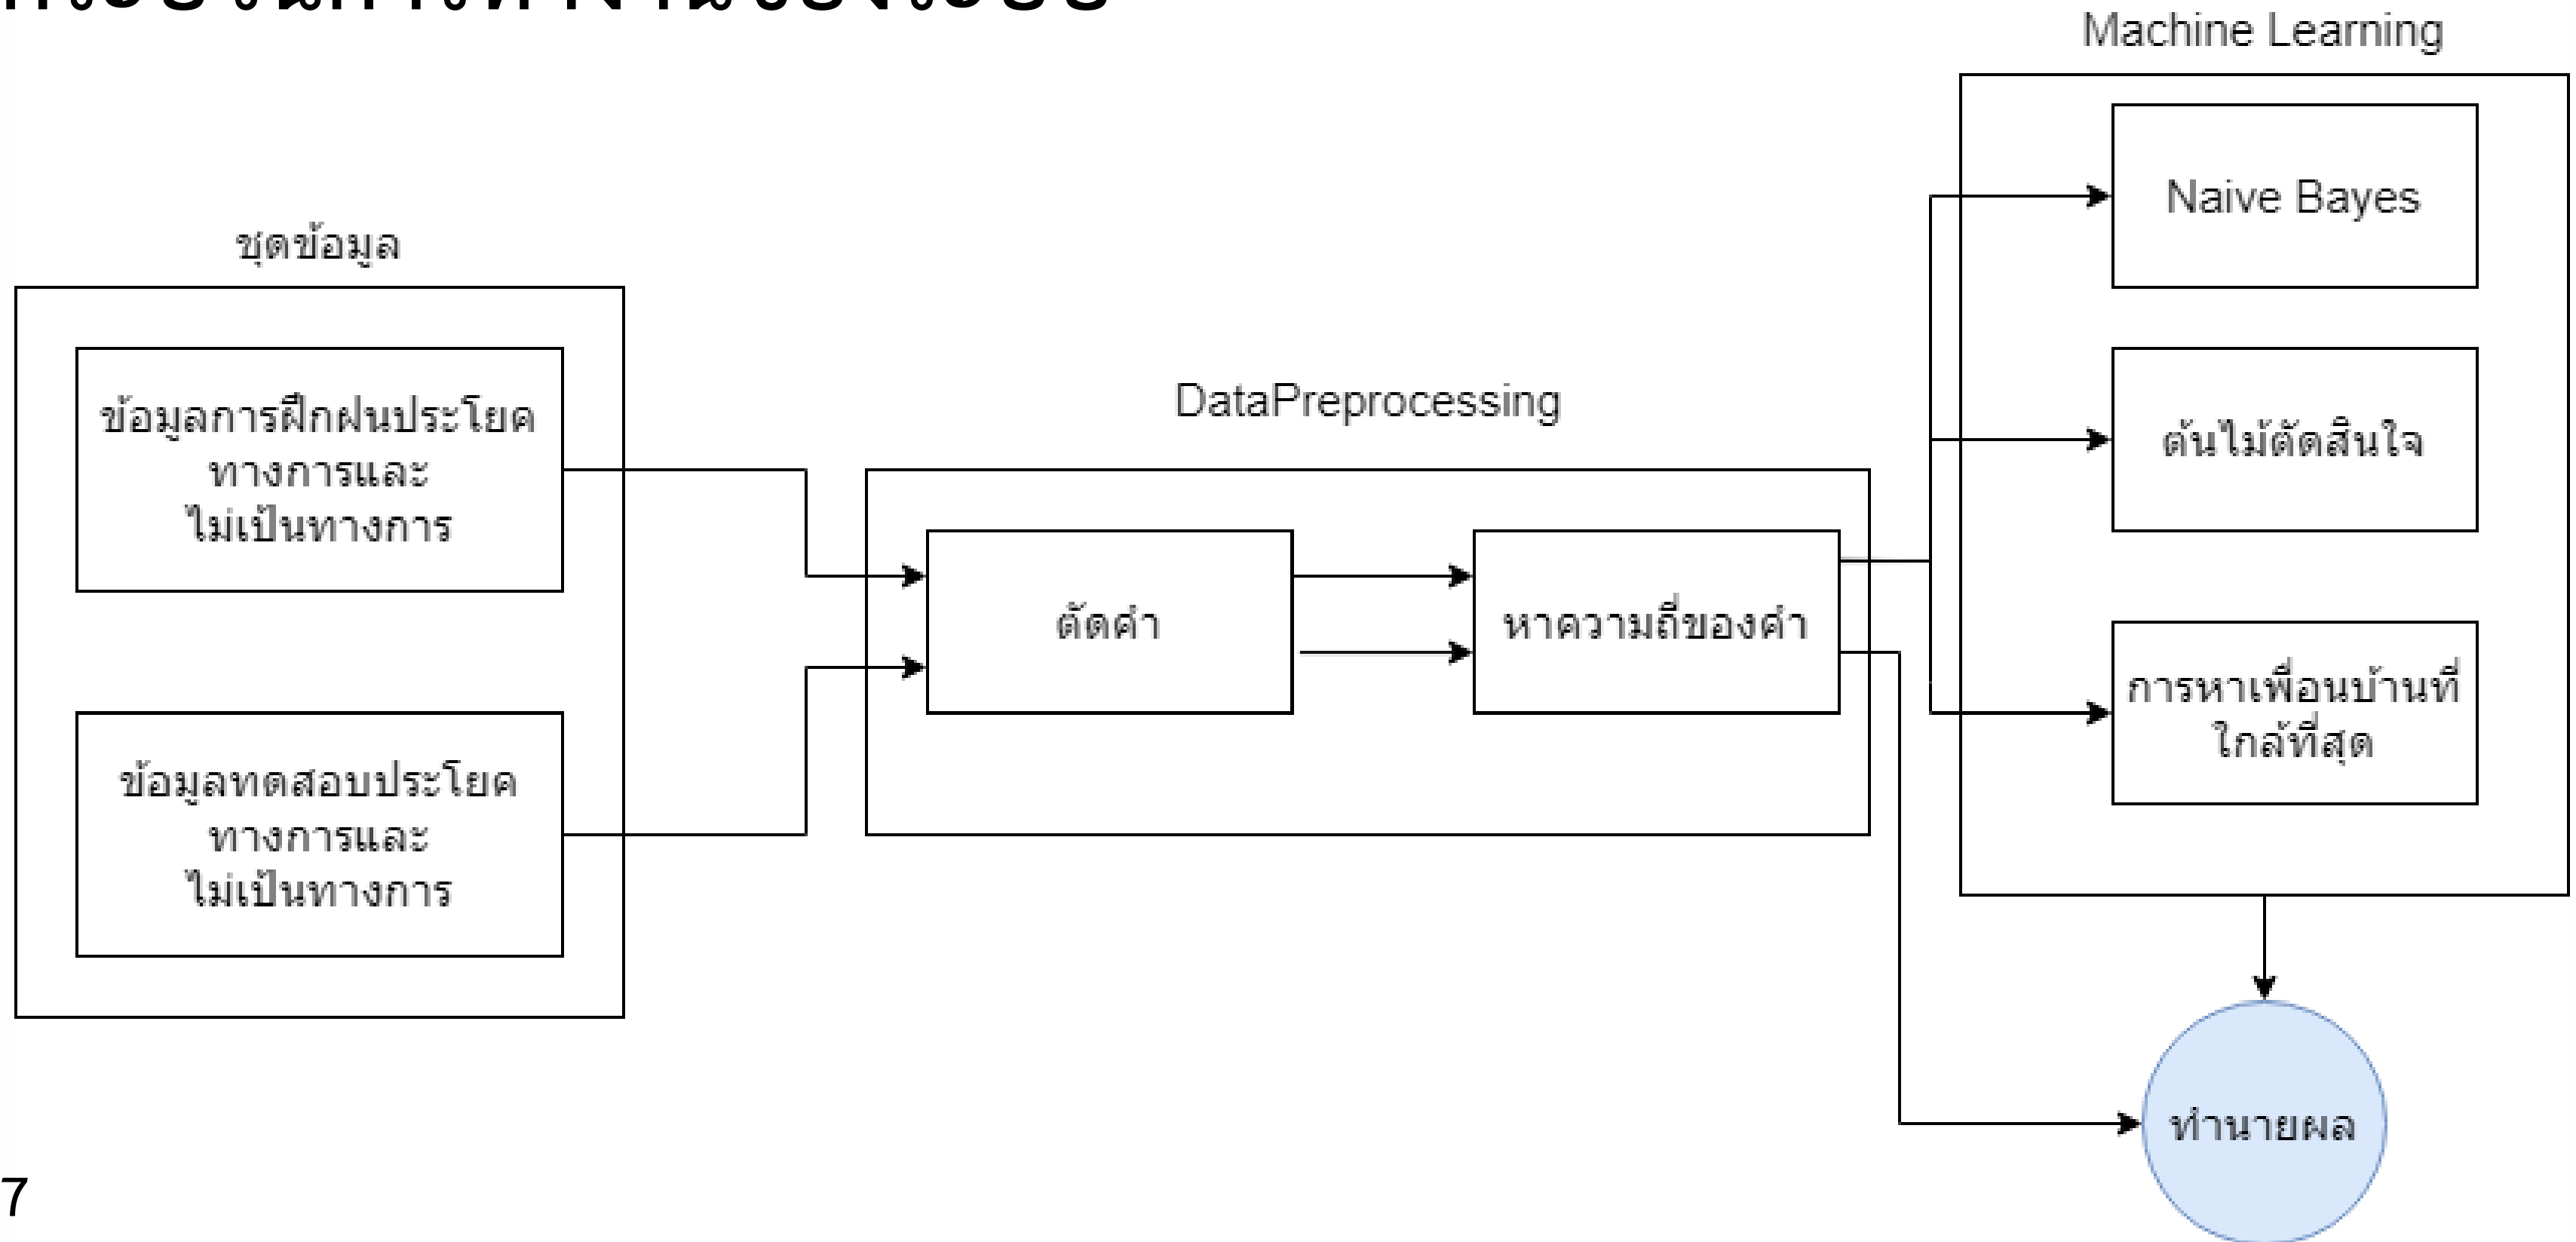 Machine Learning
Naive Bayes
ชุดข้อมูล
ต้นไม้ตัดสินใจ
DataPreprocessing
ข้อมูลการฝึกฝนประโยค
ทางการและ
ไม่เป็นทางการ
ตัดคำ
หาความถี่ของคำ
การหาเพื่อนบ้านที่
ใกล้ที่สุด
ข้อมูลทดสอบประโยค
ทางการและ
ไม่เป็นทางการ
ทำนายผล
7